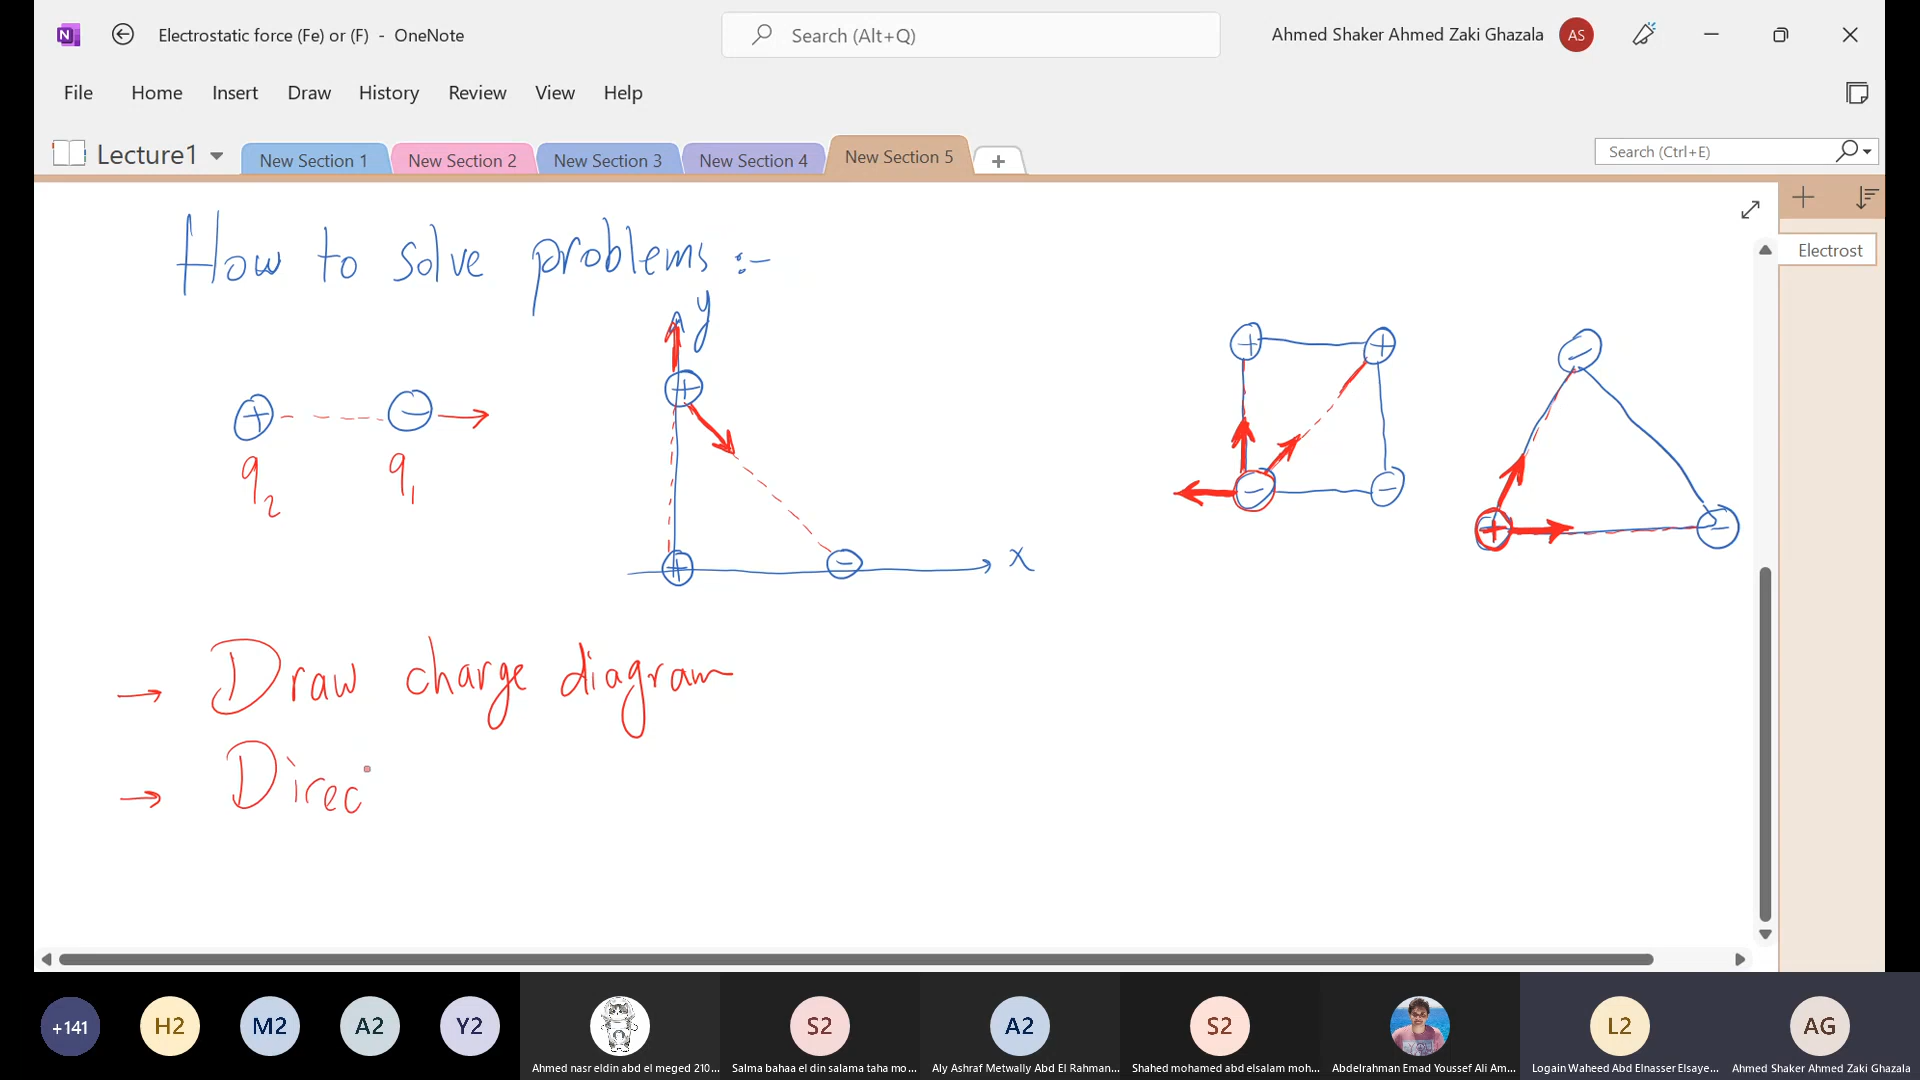 Electrostatic force (Fe) or (F) - OneNote
Search (Alt+Q)
Ahmed Shaker Ahmed Zaki Ghazala
AS
File Home Insert Draw History Review View Help
Lecture1
New Section 1
New Section 2
New Section 3
New Section 4
New Section 5
+
Search (Ctrl+E)
Electrost
How to solve problems :-
y
+ + - +
+ - -
q2 q1
- - + -
+ - x
→ Draw charge diagram
→ Direc
+141 H2 M2 A2 Y2 S2 A2 S2 L2 AG
Ahmed nasr eldin abd el meged 210...
Salma bahaa el din salama taha mo...
Aly Ashraf Metwally Abd El Rahman...
Shahed mohamed abd elsalam moh...
Abdelrahman Emad Youssef Ali Am...
Logain Waheed Abd Elnasser Elsaye...
Ahmed Shaker Ahmed Zaki Ghazala